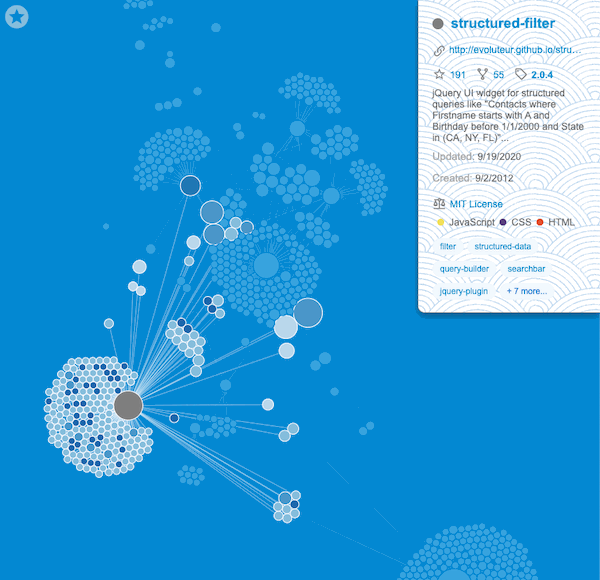 structured-filter
http://evoluteur.github.io/stru...
191 55 2.0.4
jQuery UI widget for structured
queries like "Contacts where
Firstname starts with A and
Birthday before 1/1/2000 and State
in (CA, NY, FL)"...
Updated: 9/19/2020
Created: 9/2/2012
MIT License
JavaScript CSS HTML
filter structured-data
query-builder searchbar
jquery-plugin + 7 more...